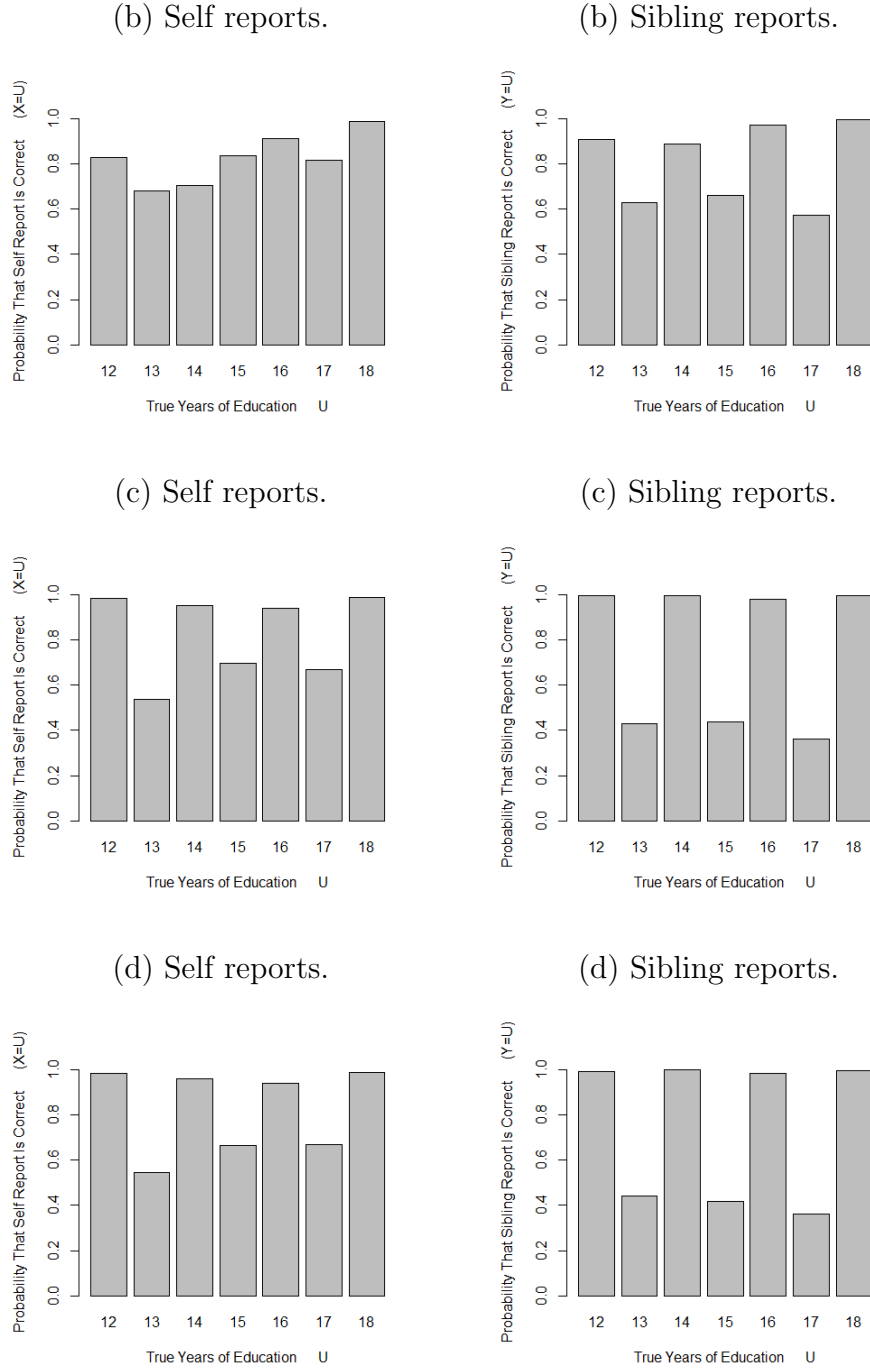 (b) Self reports.
Probability That Self Report Is Correct (X=U)
1.0
0.8
0.6
0.4
0.2
0.0
12 13 14 15 16 17 18
True Years of Education U
(b) Sibling reports.
Probability That Sibling Report Is Correct (Y=U)
1.0
0.8
0.6
0.4
0.2
0.0
12 13 14 15 16 17 18
True Years of Education U
(c) Self reports.
Probability That Self Report Is Correct (X=U)
1.0
0.8
0.6
0.4
0.2
0.0
12 13 14 15 16 17 18
True Years of Education U
(c) Sibling reports.
Probability That Sibling Report Is Correct (Y=U)
1.0
0.8
0.6
0.4
0.2
0.0
12 13 14 15 16 17 18
True Years of Education U
(d) Self reports.
Probability That Self Report Is Correct (X=U)
1.0
0.8
0.6
0.4
0.2
0.0
12 13 14 15 16 17 18
True Years of Education U
(d) Sibling reports.
Probability That Sibling Report Is Correct (Y=U)
1.0
0.8
0.6
0.4
0.2
0.0
12 13 14 15 16 17 18
True Years of Education U